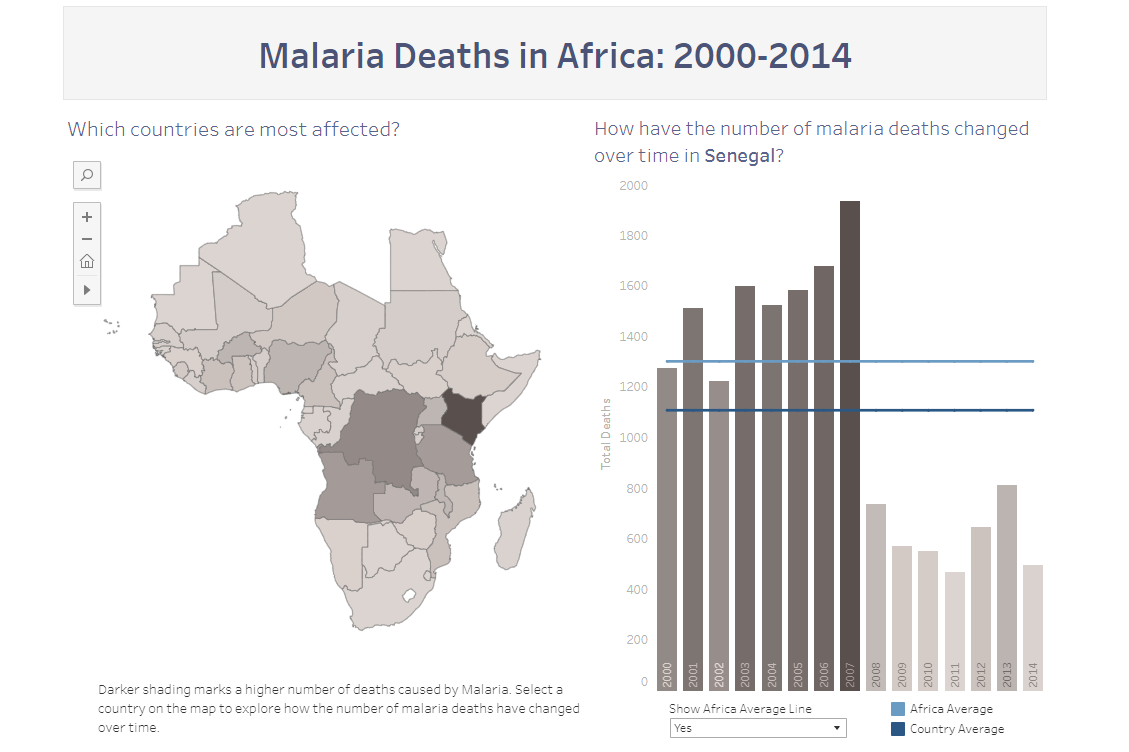 Malaria Deaths in Africa: 2000-2014
Which countries are most affected?
Darker shading marks a higher number of deaths caused by Malaria. Select a
country on the map to explore how the number of malaria deaths have changed
over time.
How have the number of malaria deaths changed
over time in Senegal?
Total Deaths
2000
1800
1600
1400
1200
1000
800
600
400
200
0
2000
2001
2002
2003
2004
2005
2006
2007
2008
2009
2010
2011
2012
2013
2014
Show Africa Average Line
Yes
Africa Average
Country Average